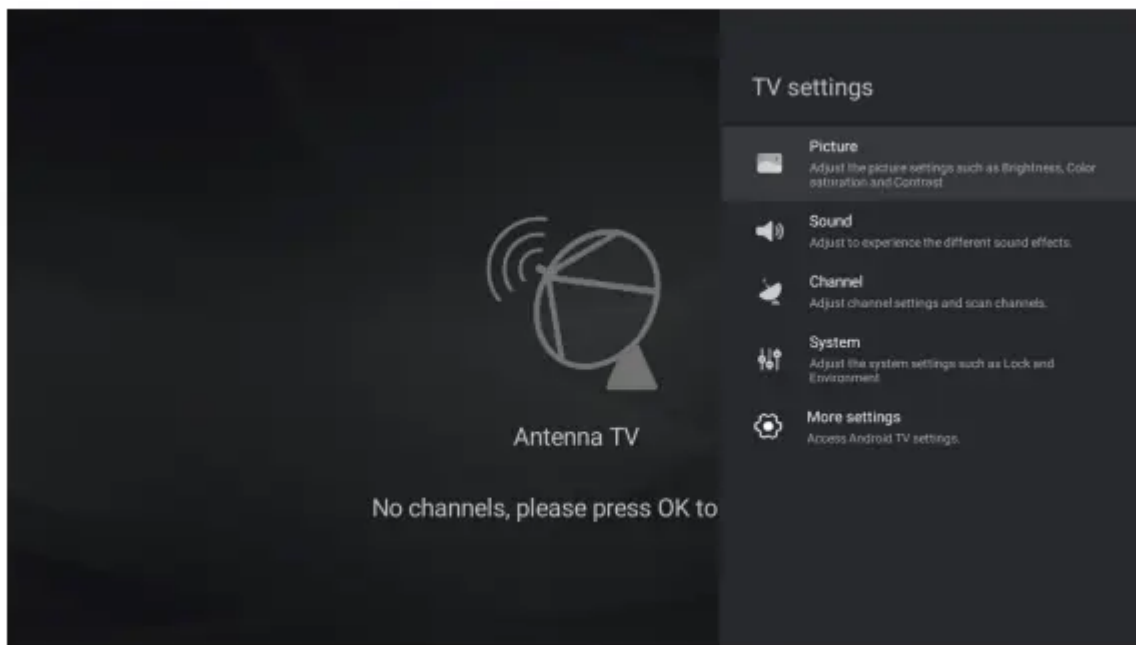 TV settings
Picture
Adjust the picture settings such as Brightness, Color
saturation and Contrast
Sound
Adjust to experience the different sound effects.
Channel
Adjust channel settings and scan channels.
System
Adjust the system settings such as Lock and
Environment
More settings
Access Android TV settings.
Antenna TV
No channels, please press OK to